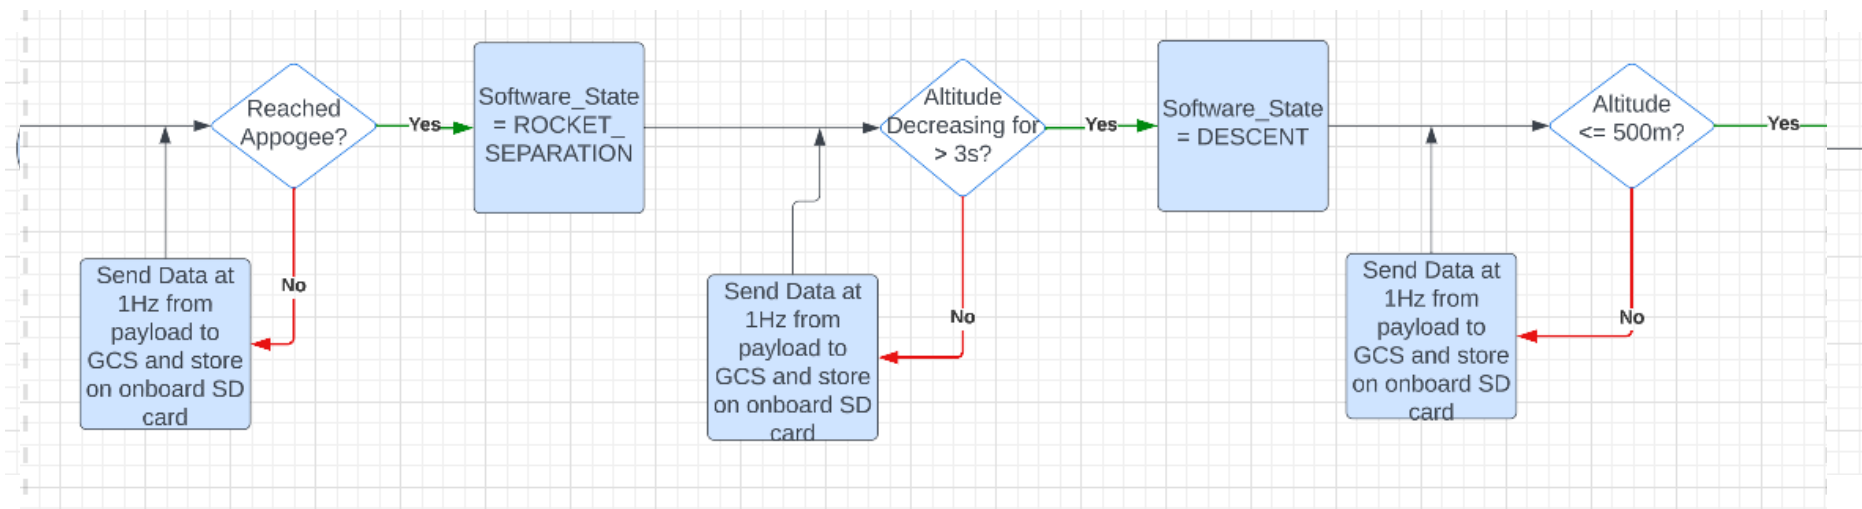 Reached
Appogee?
Yes
Software_State
= ROCKET_
SEPARATION
Altitude
Decreasing for
> 3s?
Yes
Software_State
= DESCENT
Altitude
<= 500m?
Yes
No
Send Data at
1Hz from
payload to
GCS and store
on onboard SD
card
No
Send Data at
1Hz from
payload to
GCS and store
on onboard SD
card
No
Send Data at
1Hz from
payload to
GCS and store
on onboard SD
card